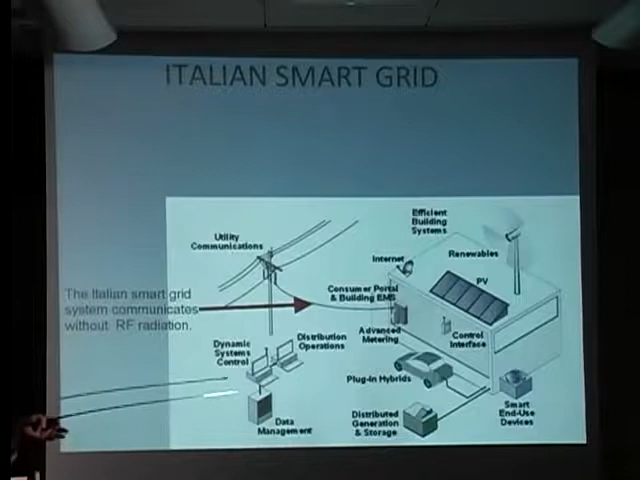 ITALIAN SMART GRID
Efficient
Building
Systems
Utility
Communications
Internet
Renewables
PV
The Italian smart grid
system communicates
without RF radiation.
Consumer Portal
& Building EMS
Advanced
Metering
Control
Interface
Dynamic
Systems
Control
Distribution
Operations
Plug-In Hybrids
Data
Management
Distributed
Generation
& Storage
Smart
End-Use
Devices